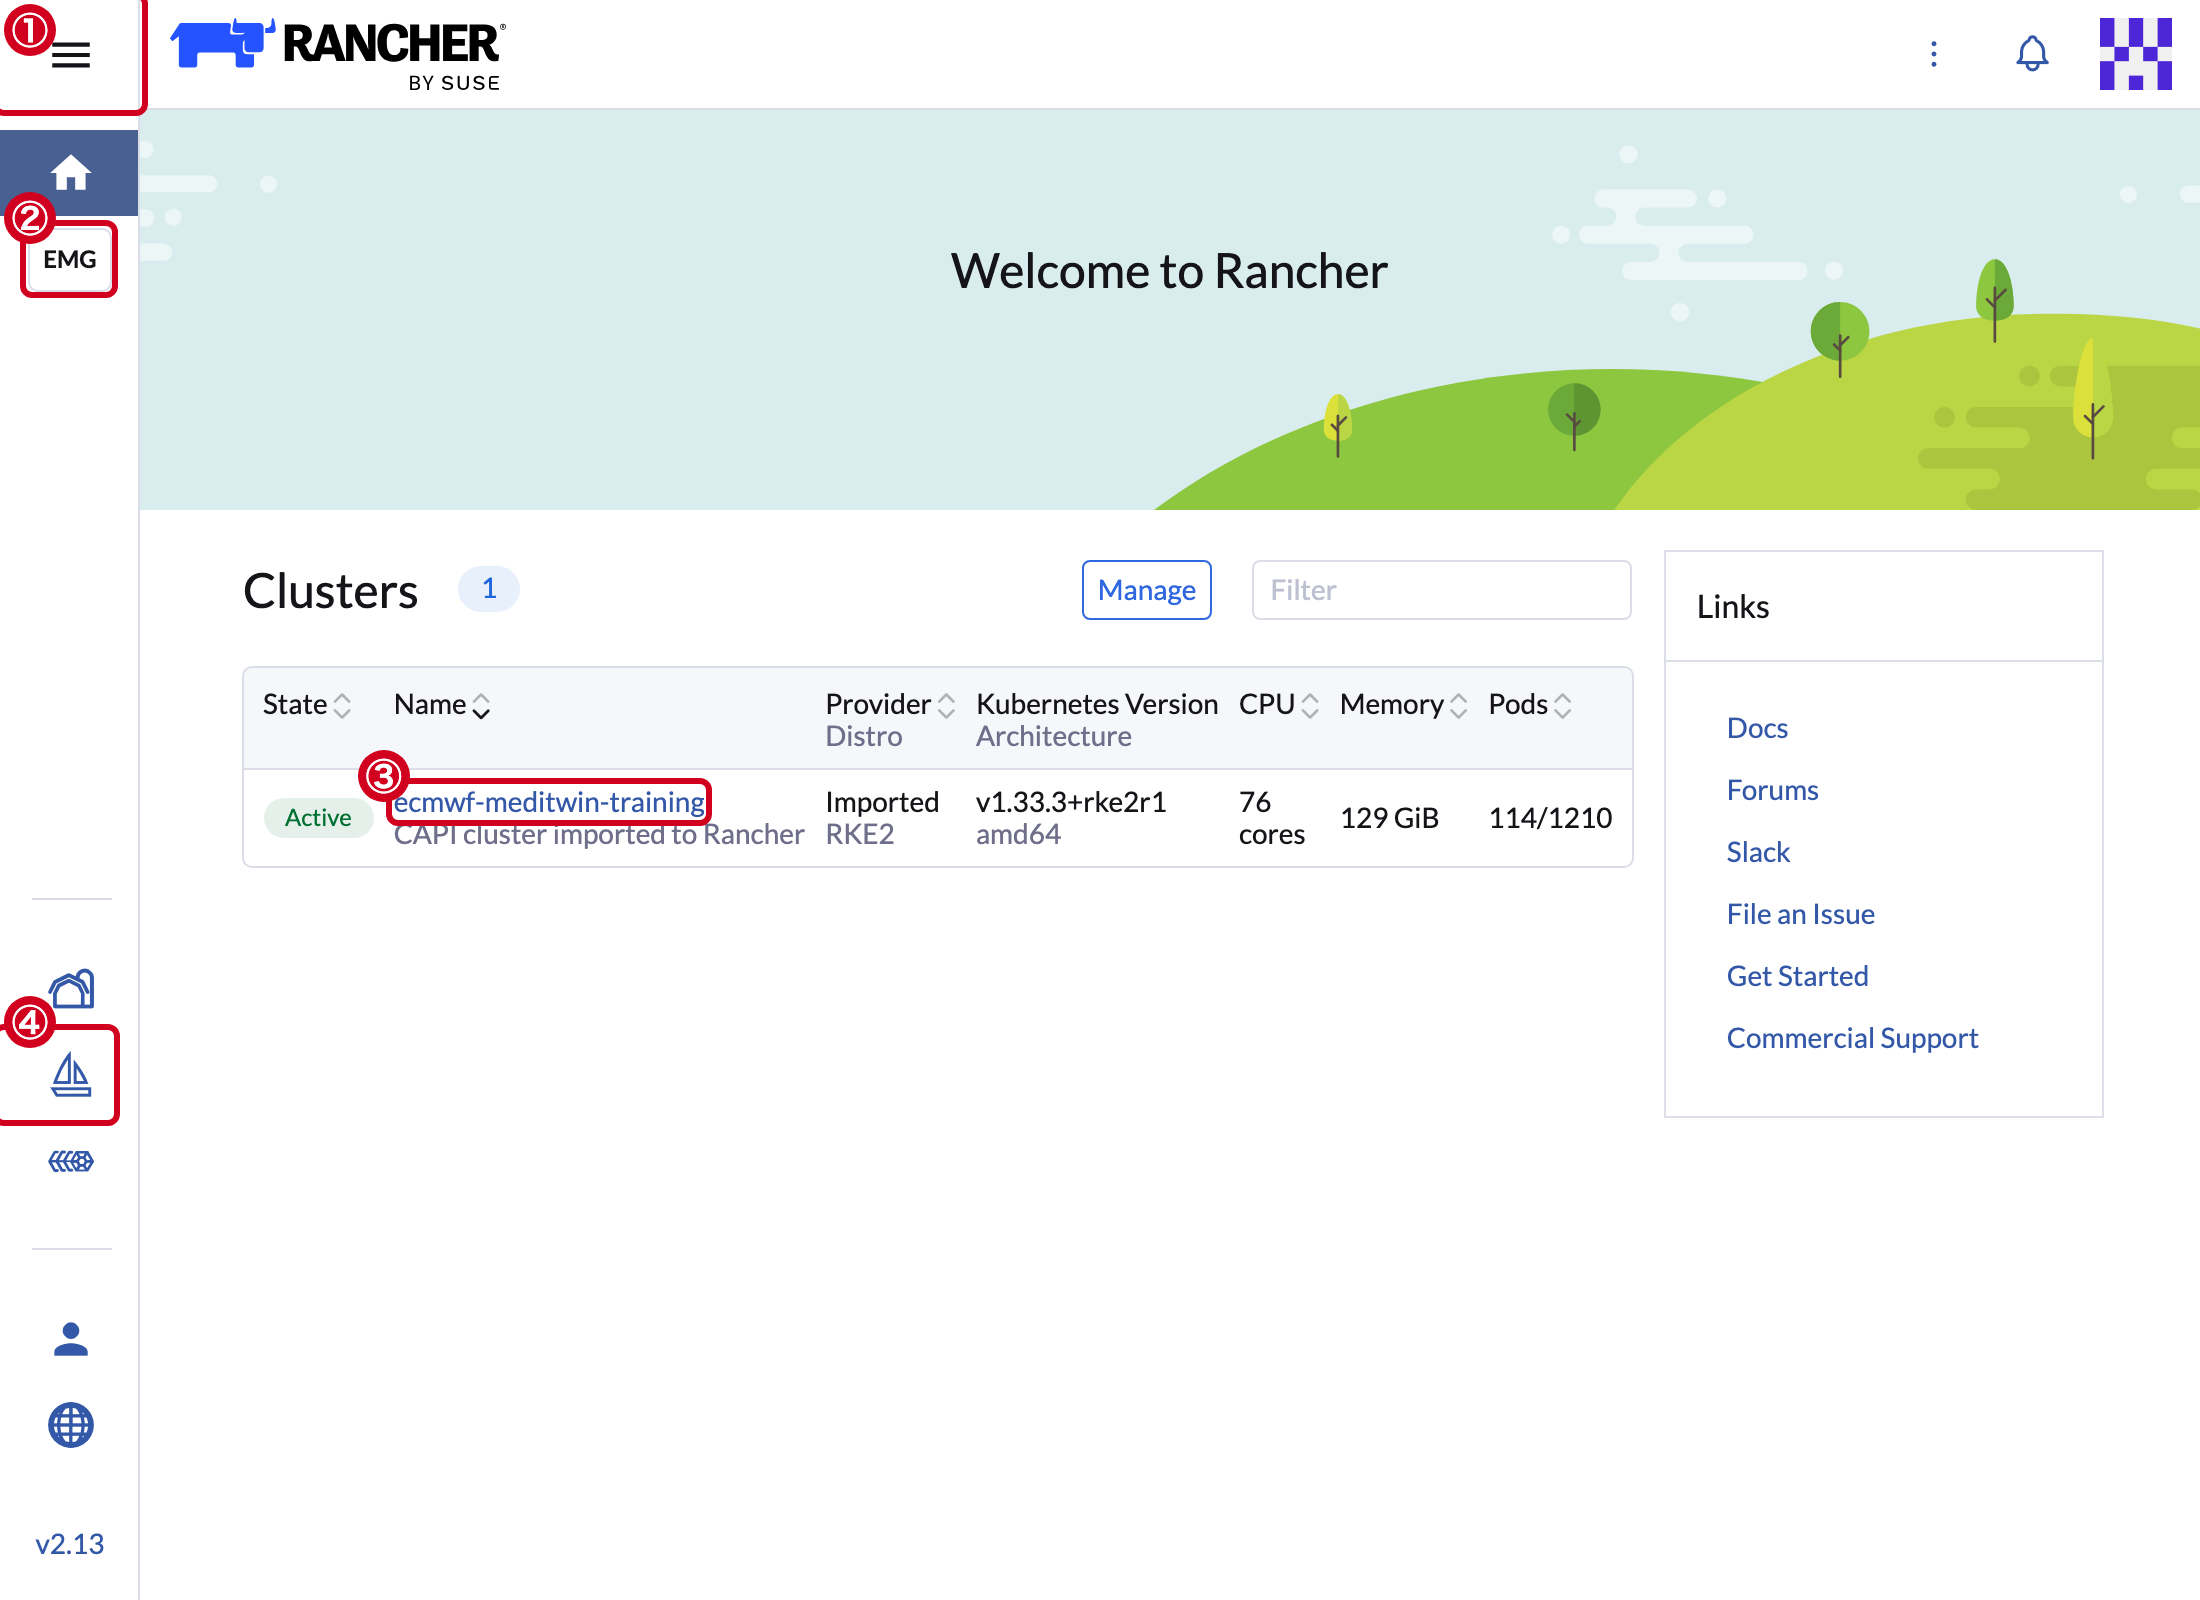 ①
RANCHER®
BY SUSE
②
EMG
Welcome to Rancher
Clusters 1 Manage Filter
State Name Provider Kubernetes Version CPU Memory Pods
Distro Architecture
③
Active ecmwf-meditwin-training Imported v1.33.3+rke2r1 76 cores 129 GiB 114/1210
CAPI cluster imported to Rancher RKE2 amd64
Links
Docs
Forums
Slack
File an Issue
Get Started
Commercial Support
④
v2.13